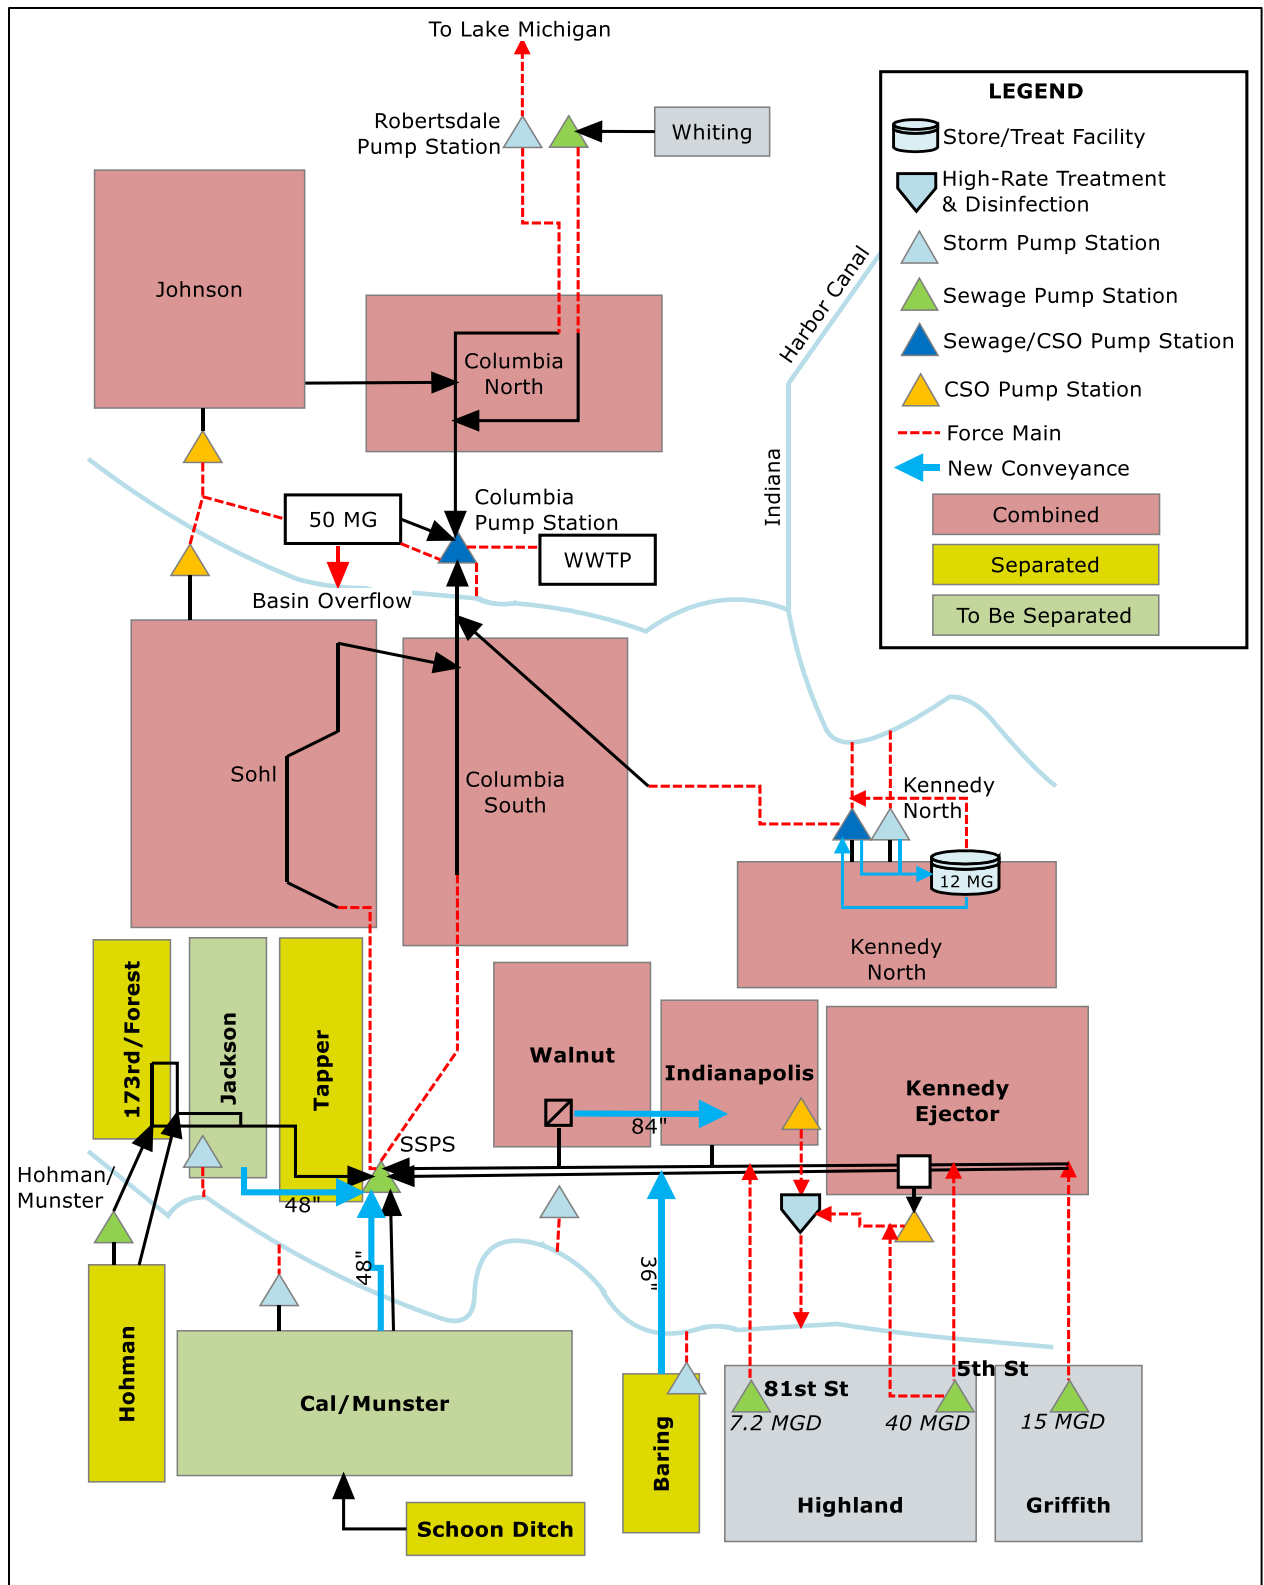 To Lake Michigan
Robertsdale
Pump Station
Whiting
LEGEND
Store/Treat Facility
High-Rate Treatment
& Disinfection
Storm Pump Station
Sewage Pump Station
Sewage/CSO Pump Station
CSO Pump Station
Force Main
New Conveyance
Combined
Separated
To Be Separated
Harbor Canal
Indiana
Johnson
Columbia
North
50 MG
Columbia
Pump Station
WWTP
Basin Overflow
Sohl
Columbia
South
Kennedy
North
12 MG
Kennedy
North
173rd/Forest
Jackson
Tapper
Walnut
Indianapolis
Kennedy
Ejector
84"
SSPS
Hohman/
Munster
48"
48"
36"
Hohman
Cal/Munster
Schoon Ditch
Baring
81st St
7.2 MGD
5th St
40 MGD
15 MGD
Highland
Griffith